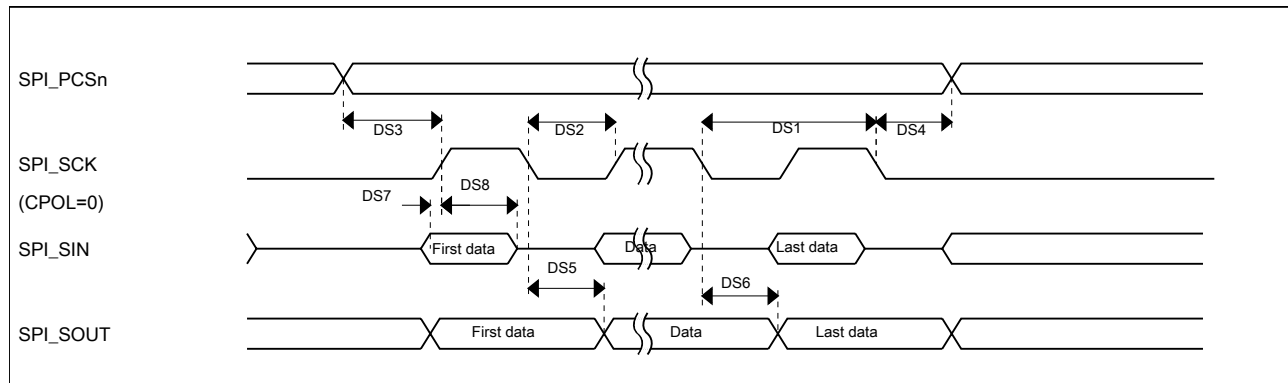 SPI_PCSn
DS3
DS2
DS1
DS4
SPI_SCK
(CPOL=0)
DS7
DS8
SPI_SIN
First data
Data
Last data
DS5
DS6
SPI_SOUT
First data
Data
Last data